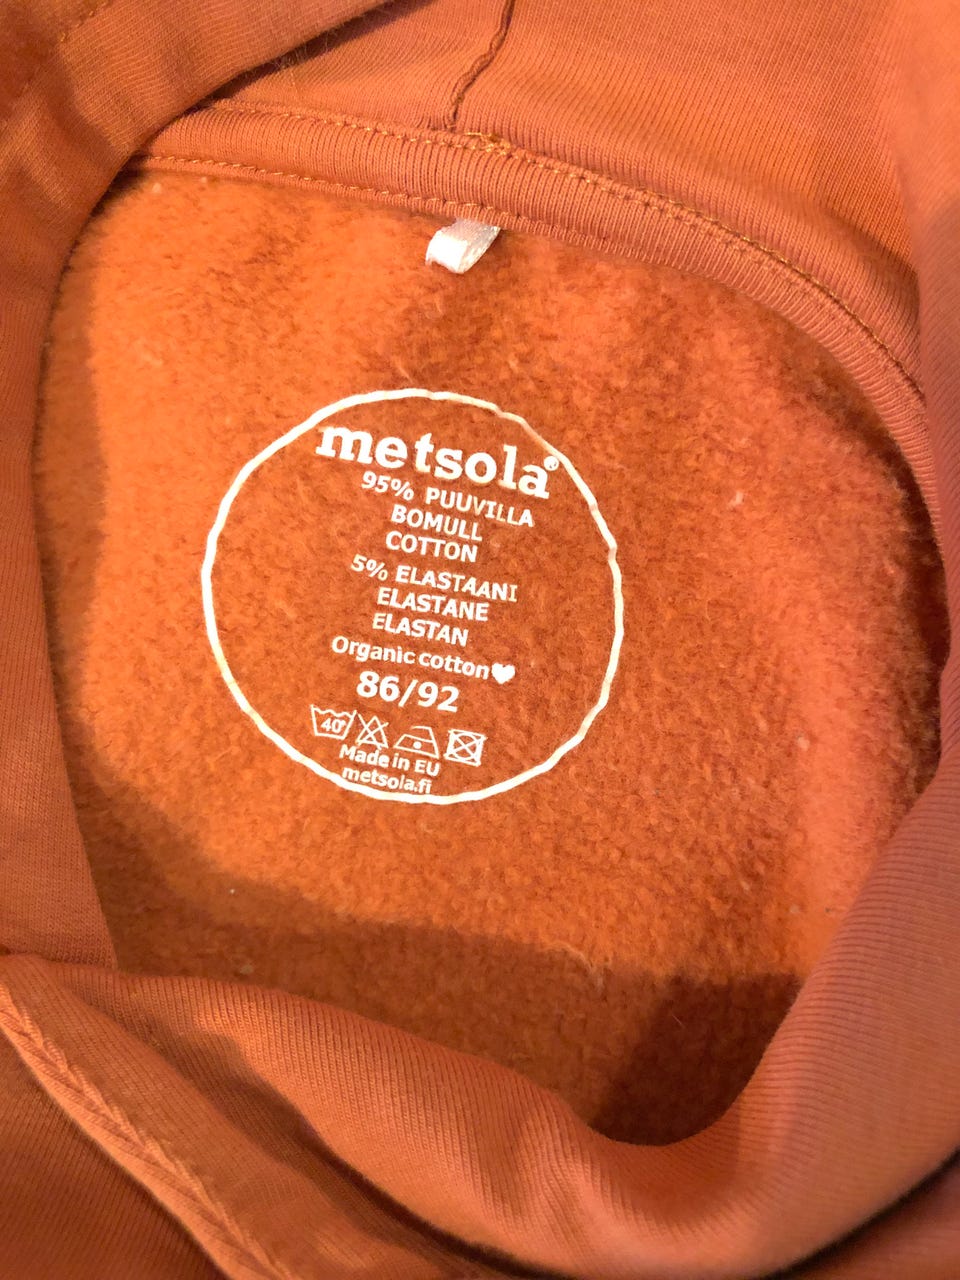 metsola®
95% PUUVILLA
BOMULL
COTTON
5% ELASTAANI
ELASTANE
ELASTAN
Organic cotton♥
86/92
40°
Made in EU
metsola.fi